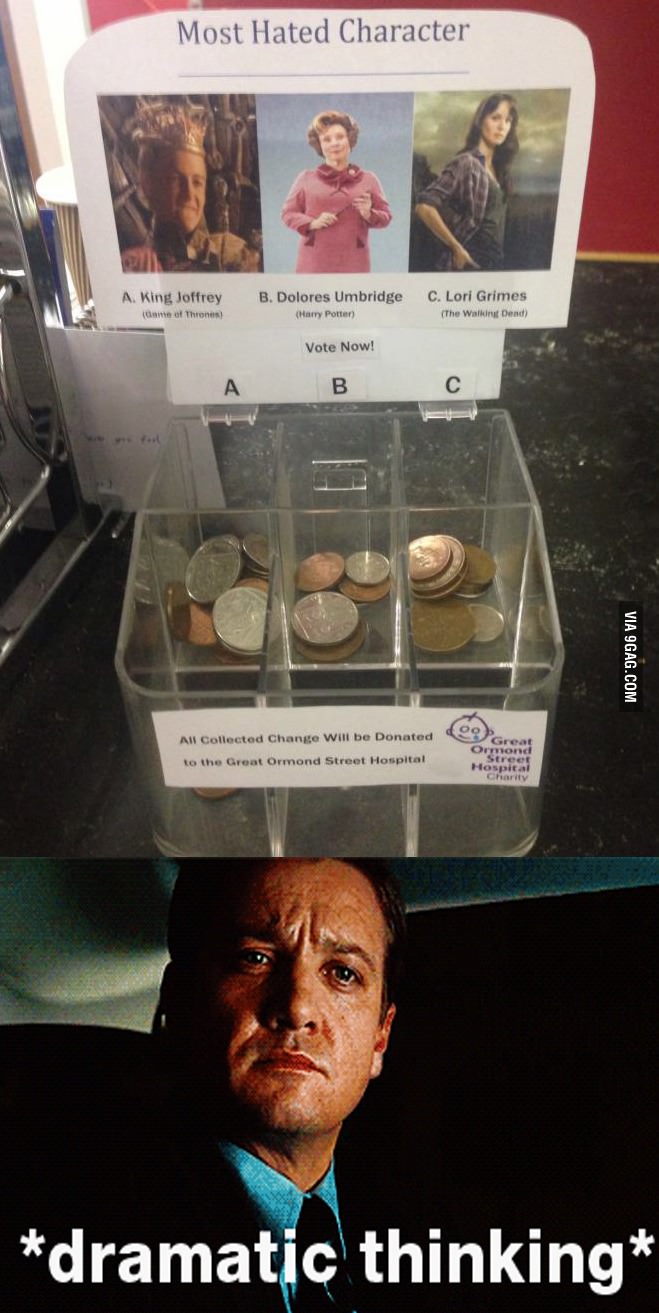 Most Hated Character
A. King Joffrey
(Game of Thrones)
B. Dolores Umbridge
(Harry Potter)
C. Lori Grimes
(The Walking Dead)
Vote Now!
A
B
C
you feel
All Collected Change Will be Donated
to the Great Ormond Street Hospital
Great
Ormond
Street
Hospital
Charity
VIA 9GAG.COM
*dramatic thinking*